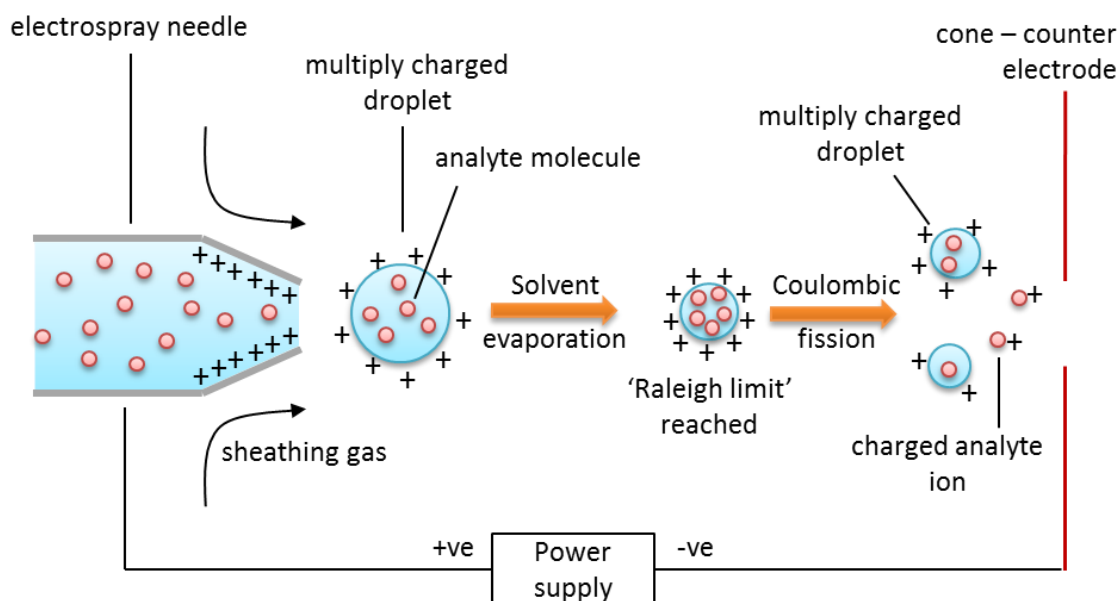 electrospray needle
multiply charged
droplet
analyte molecule
cone – counter
electrode
multiply charged
droplet
Solvent
evaporation
Coulombic
fission
‘Raleigh limit’
reached
sheathing gas
charged analyte
ion
+ve
Power
supply
-ve